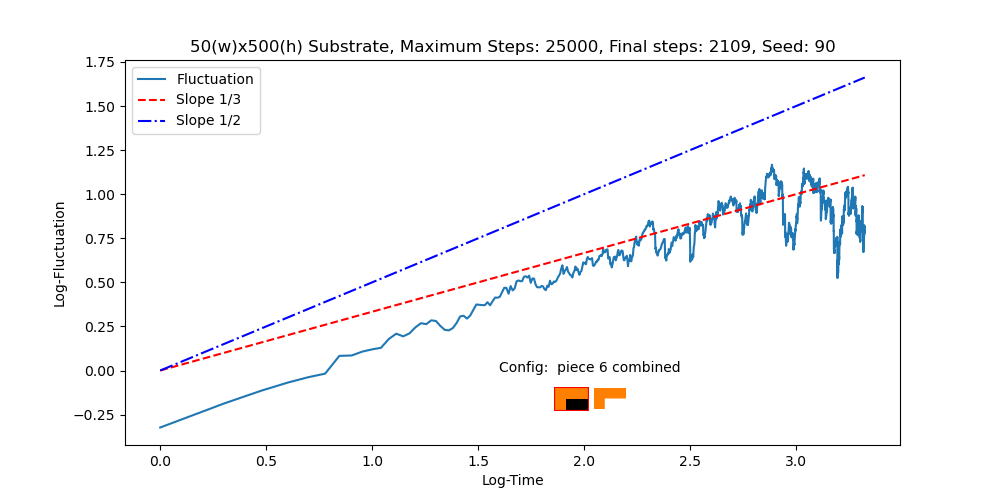 50(w)x500(h) Substrate, Maximum Steps: 25000, Final steps: 2109, Seed: 90
1.75
1.50
1.25
1.00
0.75
0.50
0.25
0.00
−0.25
Log-Fluctuation
Fluctuation
Slope 1/3
Slope 1/2
Config:  piece 6 combined
0.0 0.5 1.0 1.5 2.0 2.5 3.0
Log-Time